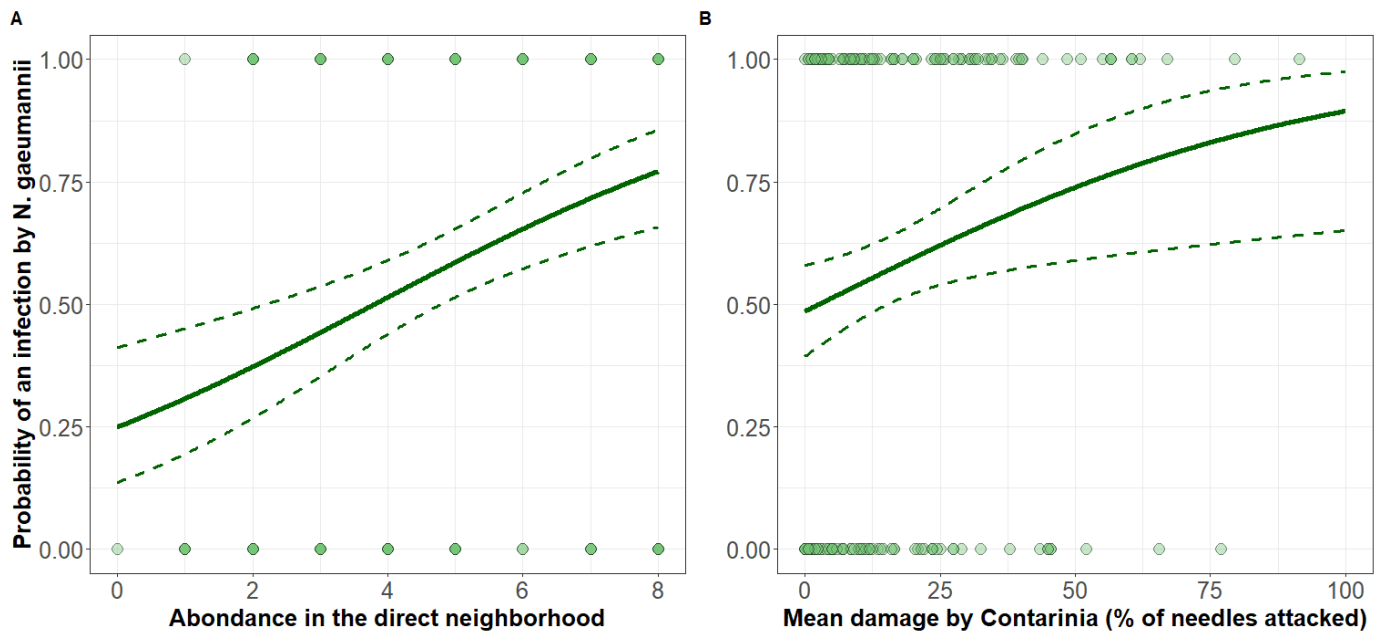 A
B
Probability of an infection by N. gaeumannii
1.00
0.75
0.50
0.25
0.00
0 2 4 6 8
Abondance in the direct neighborhood
1.00
0.75
0.50
0.25
0.00
0 25 50 75 100
Mean damage by Contarinia (% of needles attacked)